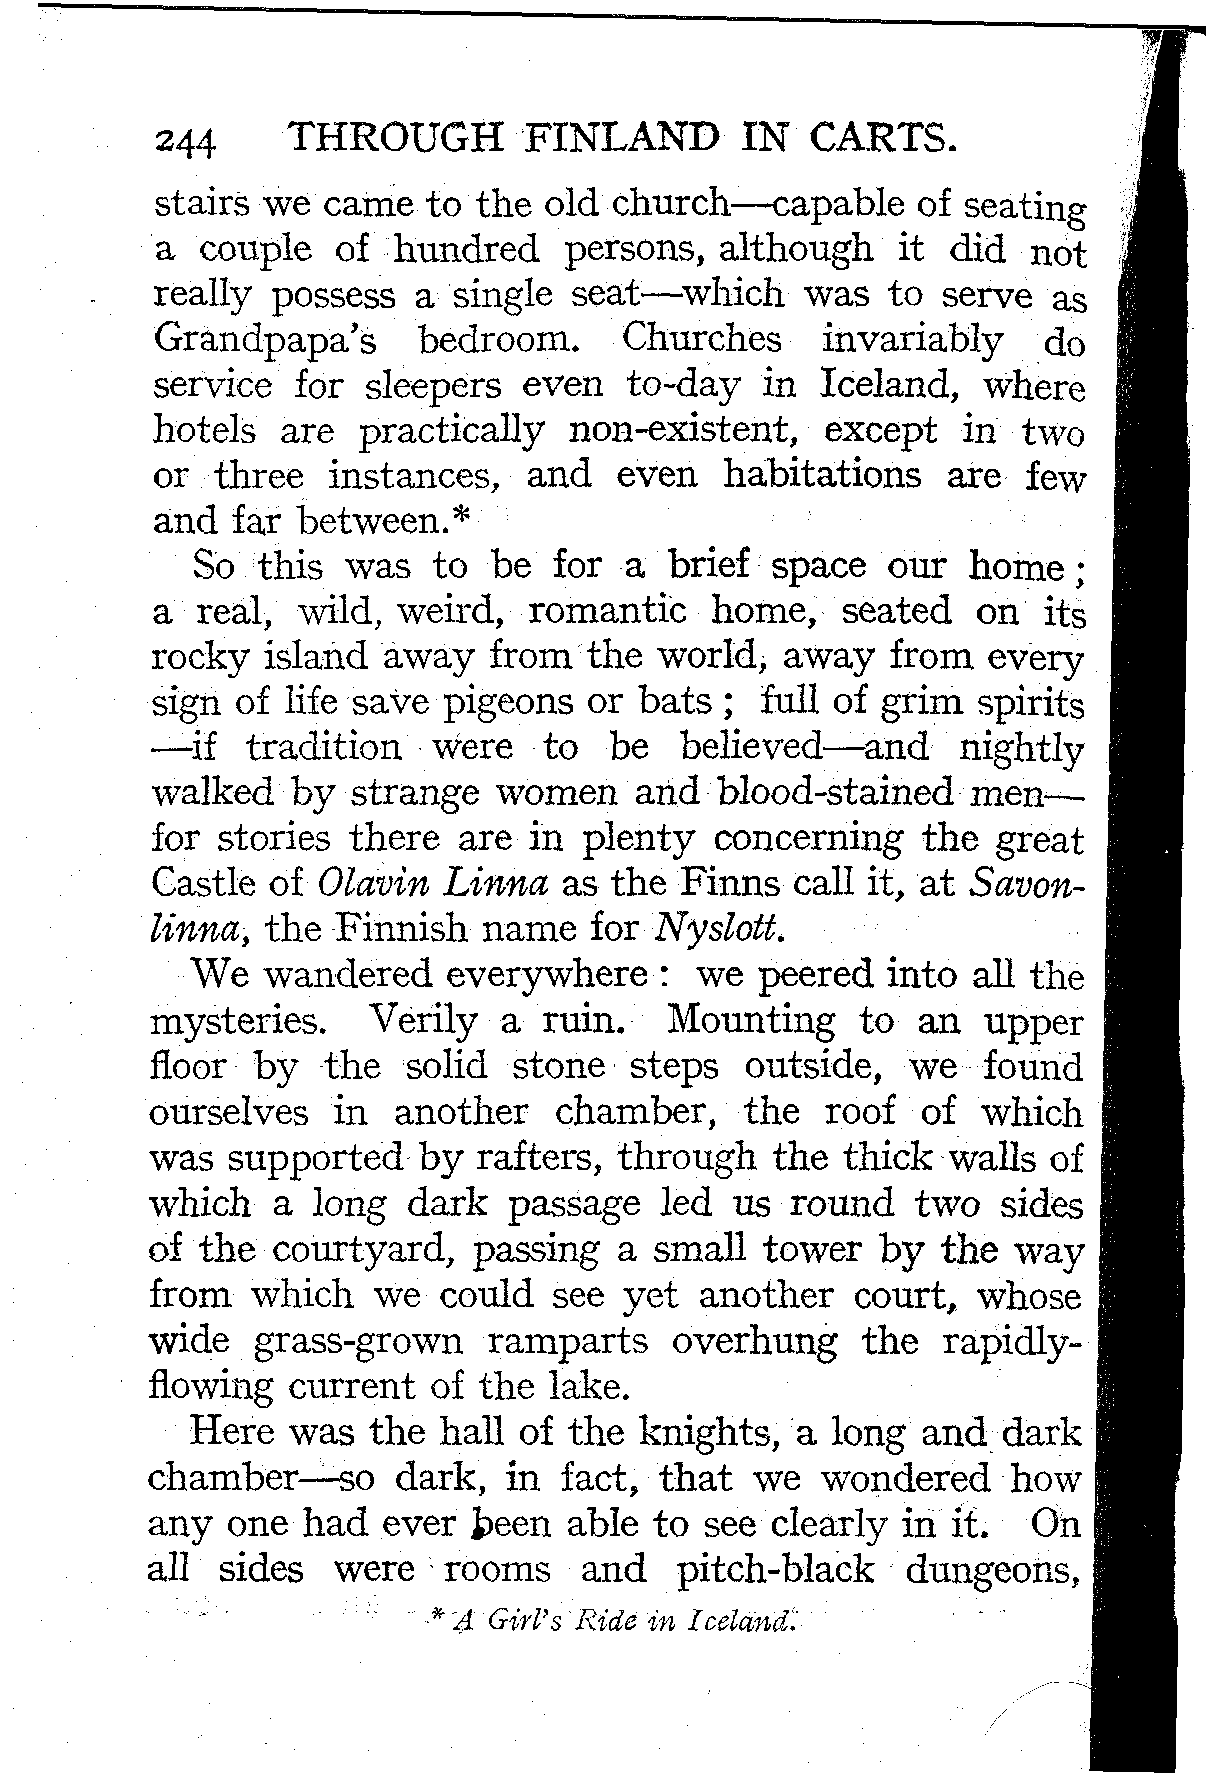 244 THROUGH FINLAND IN CARTS.
stairs we came to the old church—capable of seating
a couple of hundred persons, although it did not
really possess a single seat—which was to serve as
Grandpapa's bedroom. Churches invariably do
service for sleepers even to-day in Iceland, where
hotels are practically non-existent, except in two
or three instances, and even habitations are few
and far between.*
So this was to be for a brief space our home ;
a real, wild, weird, romantic home, seated on its
rocky island away from the world, away from every
sign of life save pigeons or bats ; full of grim spirits
—if tradition were to be believed—and nightly
walked by strange women and blood-stained men—
for stories there are in plenty concerning the great
Castle of Olavin Linna as the Finns call it, at Savon-
linna, the Finnish name for Nyslott.
We wandered everywhere : we peered into all the
mysteries. Verily a ruin. Mounting to an upper
floor by the solid stone steps outside, we found
ourselves in another chamber, the roof of which
was supported by rafters, through the thick walls of
which a long dark passage led us round two sides
of the courtyard, passing a small tower by the way
from which we could see yet another court, whose
wide grass-grown ramparts overhung the rapidly-
flowing current of the lake.
Here was the hall of the knights, a long and dark
chamber—so dark, in fact, that we wondered how
any one had ever been able to see clearly in it. On
all sides were rooms and pitch-black dungeons,
* A Girl's Ride in Iceland.